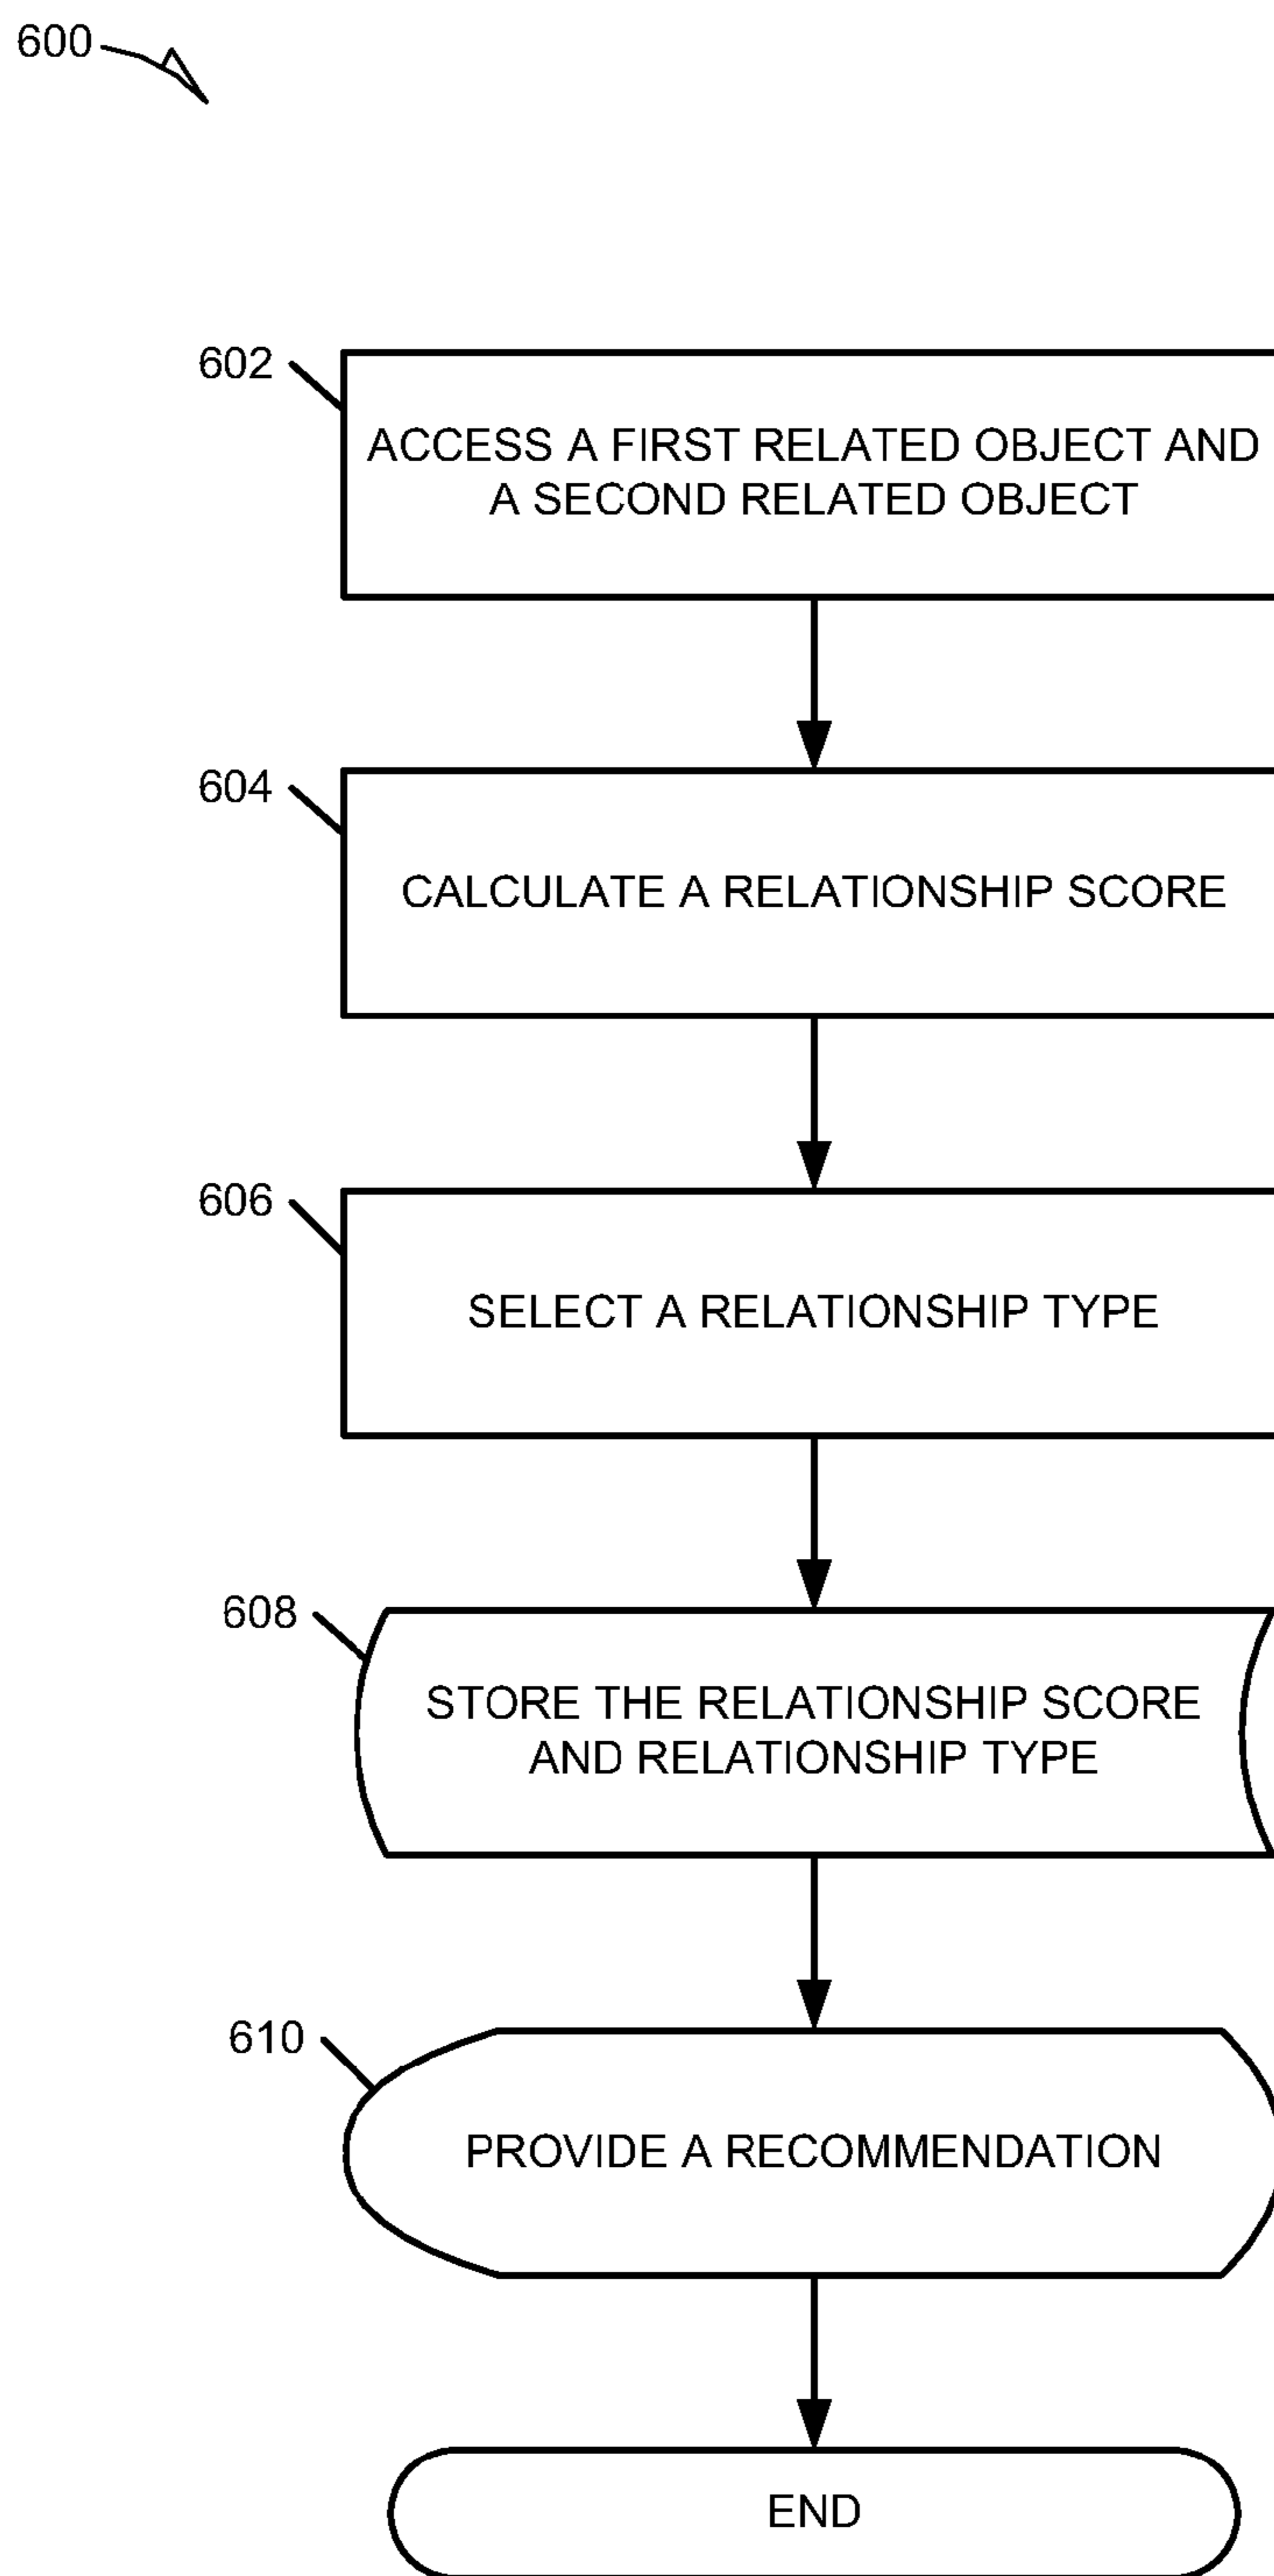 600
602
ACCESS A FIRST RELATED OBJECT AND
A SECOND RELATED OBJECT
604
CALCULATE A RELATIONSHIP SCORE
606
SELECT A RELATIONSHIP TYPE
608
STORE THE RELATIONSHIP SCORE
AND RELATIONSHIP TYPE
610
PROVIDE A RECOMMENDATION
END